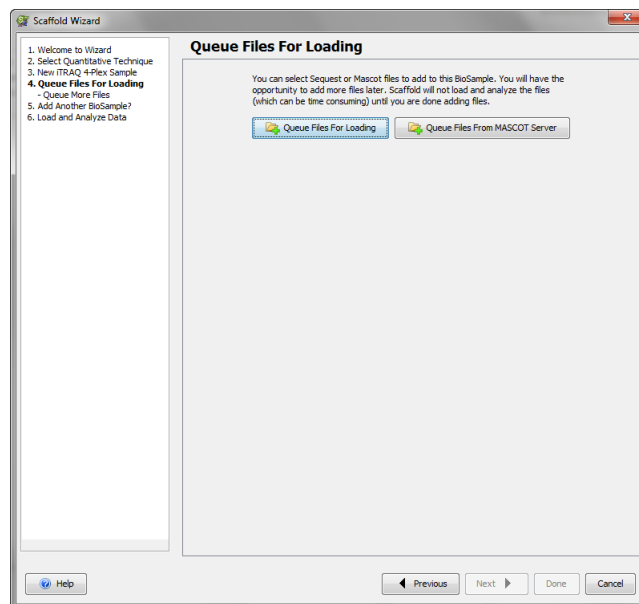 Scaffold Wizard
1. Welcome to Wizard
2. Select Quantitative Technique
3. New iTRAQ 4-Plex Sample
4. Queue Files For Loading
- Queue More Files
5. Add Another BioSample?
6. Load and Analyze Data
Queue Files For Loading
You can select Sequest or Mascot files to add to this BioSample. You will have the
opportunity to add more files later. Scaffold will not load and analyze the files
(which can be time consuming) until you are done adding files.
Queue Files For Loading
Queue Files From MASCOT Server
Help
Previous
Next
Done
Cancel